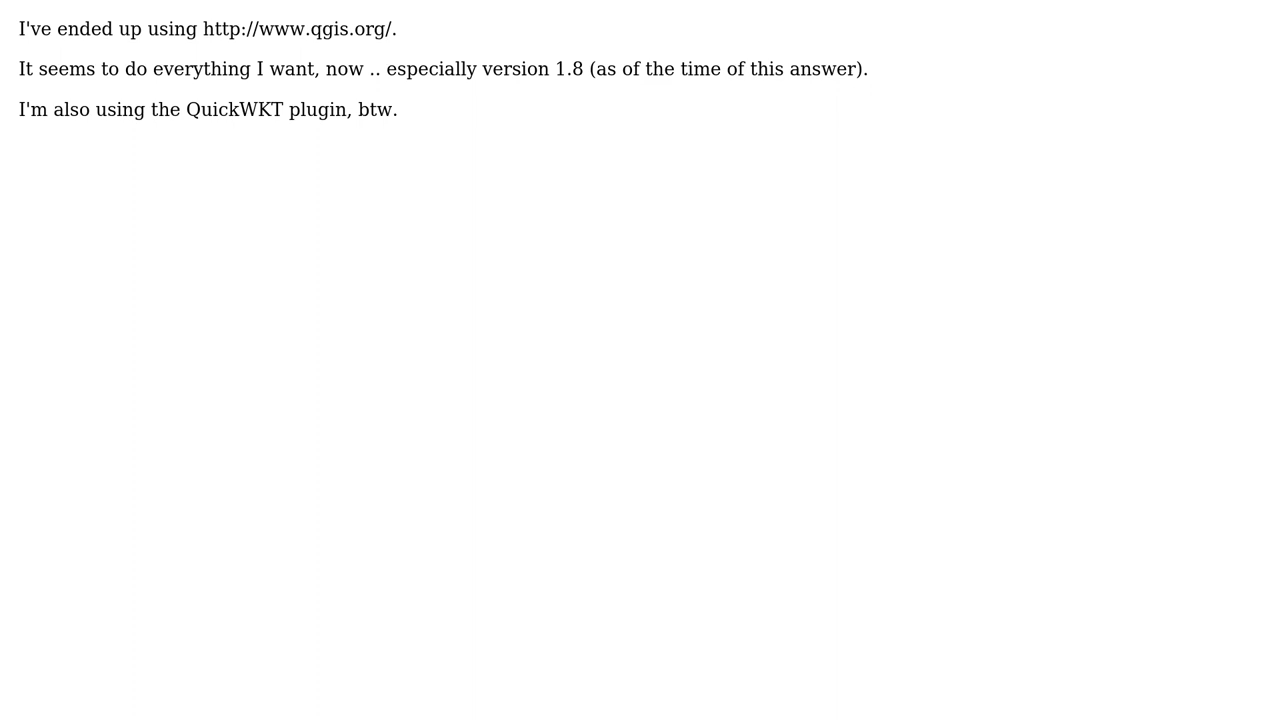 I've ended up using http://www.qgis.org/.
It seems to do everything I want, now .. especially version 1.8 (as of the time of this answer).
I'm also using the QuickWKT plugin, btw.